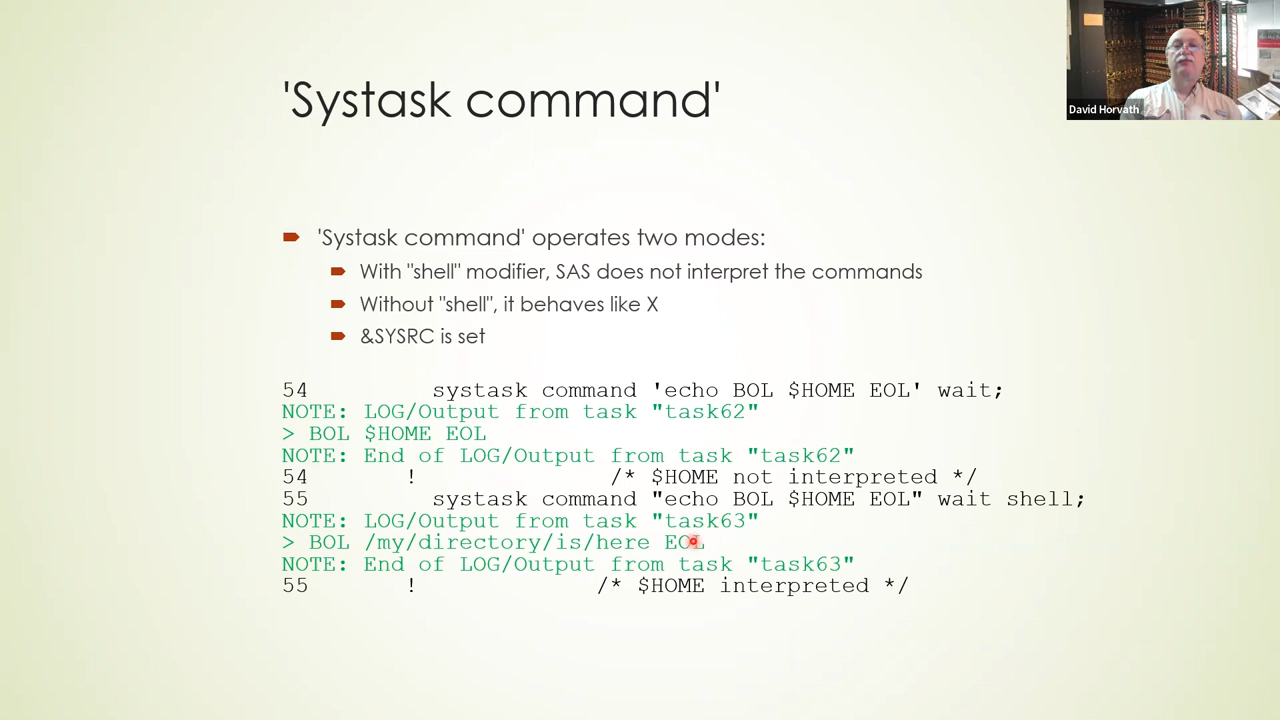 'Systask command'
David Horvath
'Systask command' operates two modes:
With "shell" modifier, SAS does not interpret the commands
Without "shell", it behaves like X
&SYSRC is set
54 systask command 'echo BOL $HOME EOL' wait;
NOTE: LOG/Output from task "task62"
> BOL $HOME EOL
NOTE: End of LOG/Output from task "task62"
54 ! /* $HOME not interpreted */
55 systask command "echo BOL $HOME EOL" wait shell;
NOTE: LOG/Output from task "task63"
> BOL /my/directory/is/here EOL
NOTE: End of LOG/Output from task "task63"
55 ! /* $HOME interpreted */